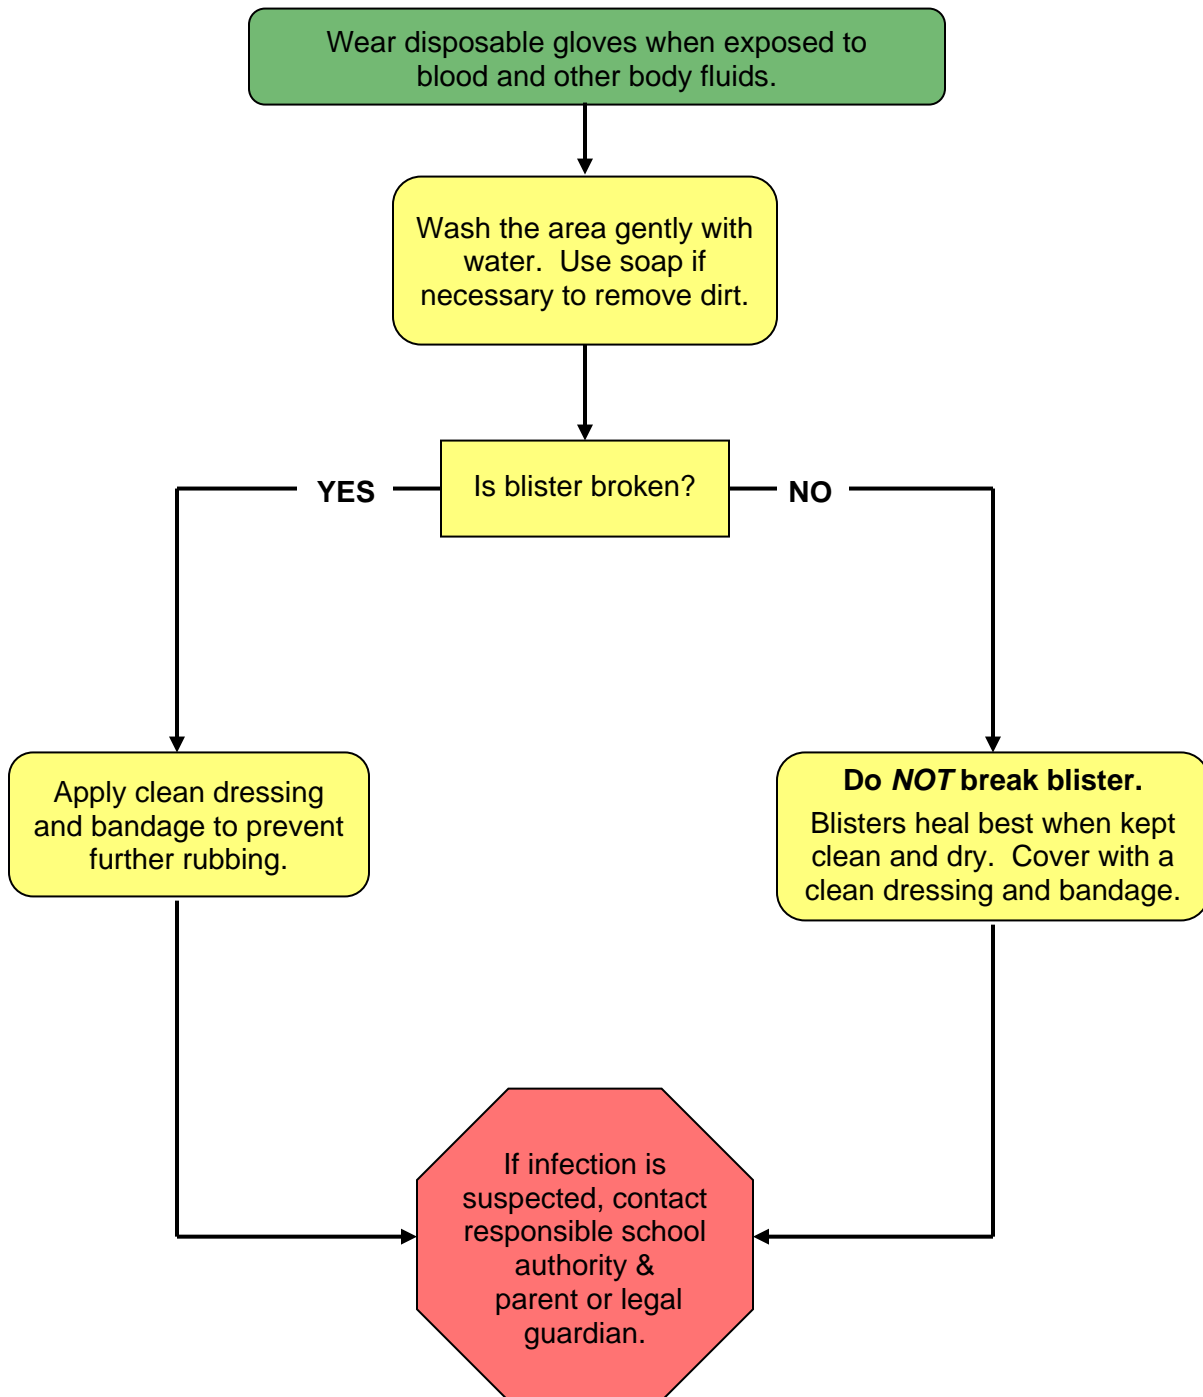 Wear disposable gloves when exposed to
blood and other body fluids.
Wash the area gently with
water.  Use soap if
necessary to remove dirt.
Is blister broken?
YES
NO
Apply clean dressing
and bandage to prevent
further rubbing.
Do NOT break blister.
Blisters heal best when kept
clean and dry.  Cover with a
clean dressing and bandage.
If infection is
suspected, contact
responsible school
authority &
parent or legal
guardian.